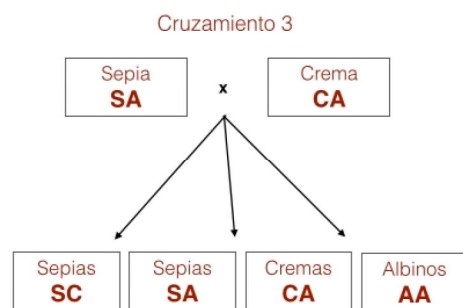 Cruzamiento 3
Sepia
SA
x
Crema
CA
Sepias
SC
Sepias
SA
Cremas
CA
Albinos
AA